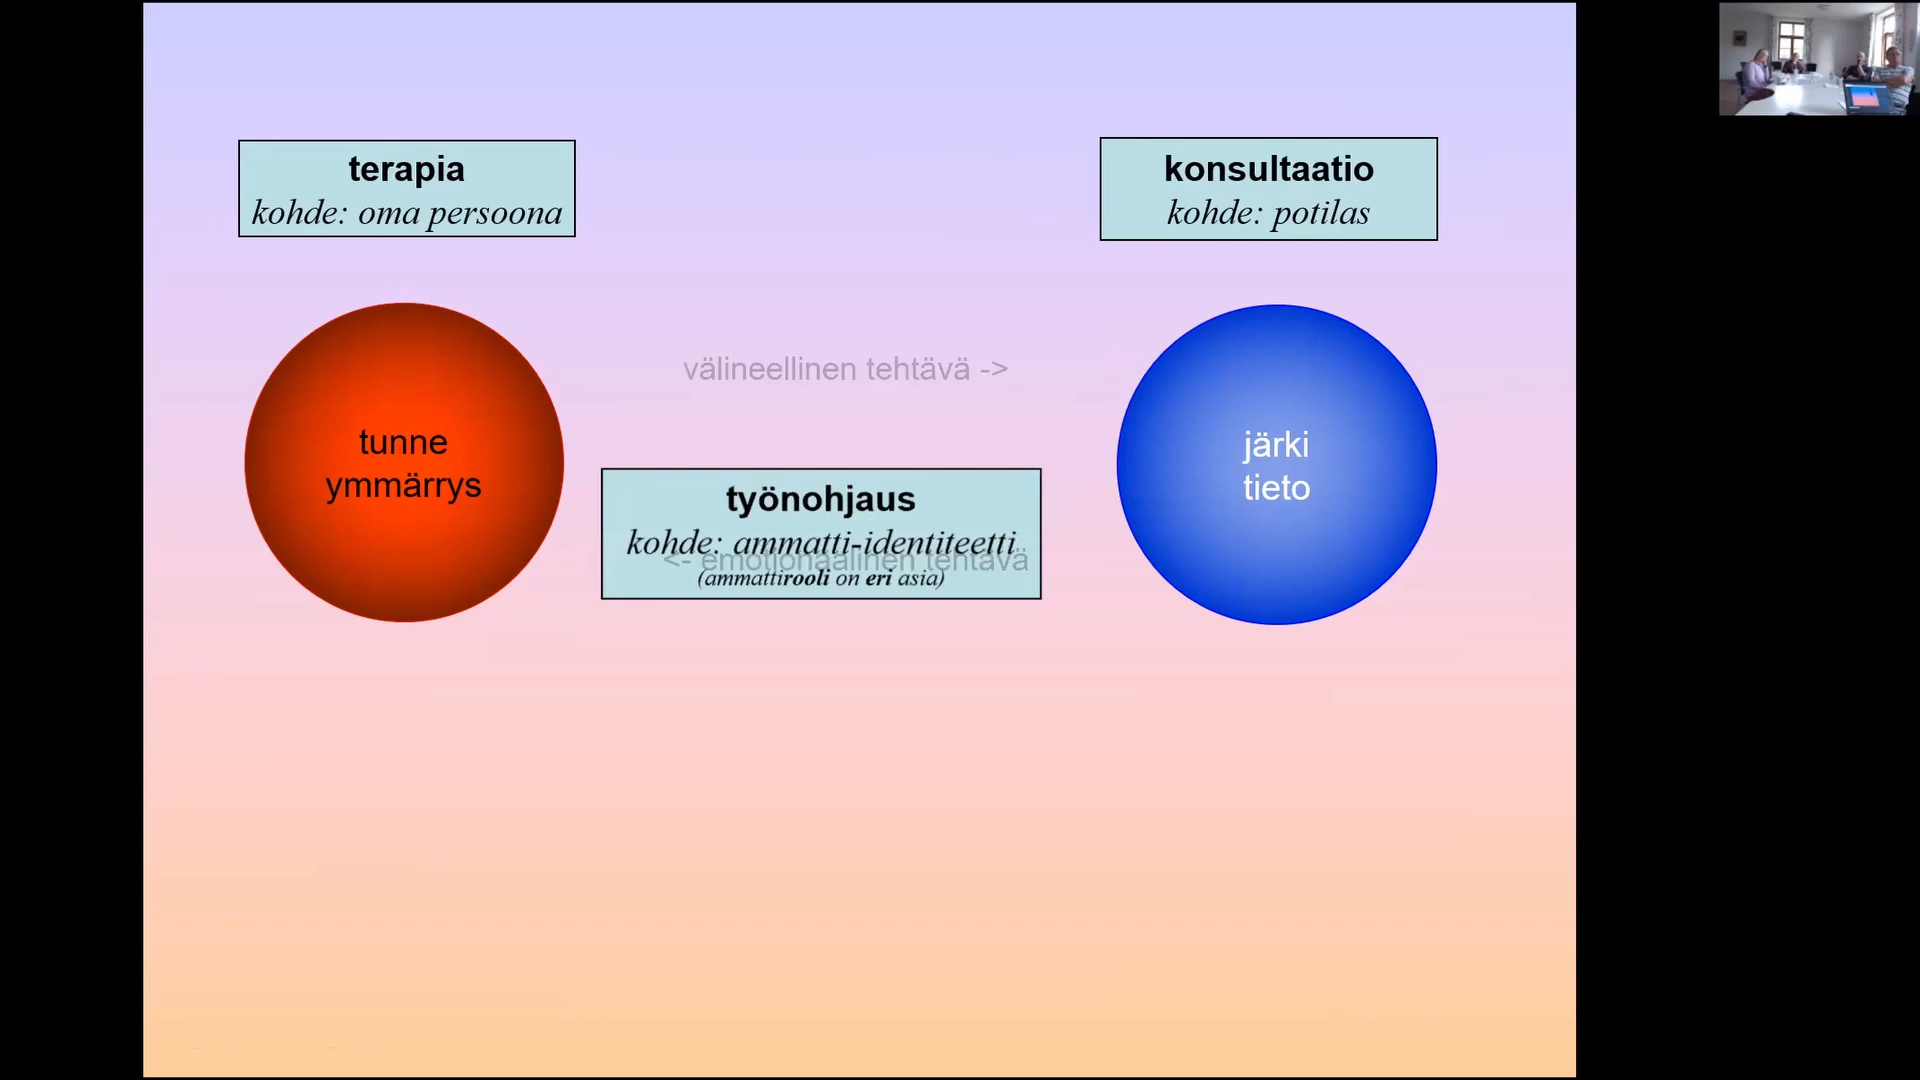 terapia
kohde: oma persoona
konsultaatio
kohde: potilas
välineellinen tehtävä ->
tunne
ymmärrys
järki
tieto
työnohjaus
kohde: ammatti-identiteetti
<- emotionaalinen tehtävä
(ammattirooli on eri asia)